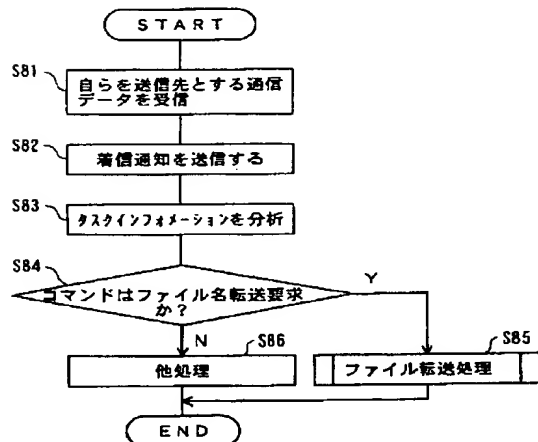 START
S81
自らを送信先とする通信
データを受信
S82
着信通知を送信する
S83
タスクインフォメーションを分析
S84
コマンドはファイル名転送要求
か?
Y
N
S86
他処理
S85
ファイル転送処理
END